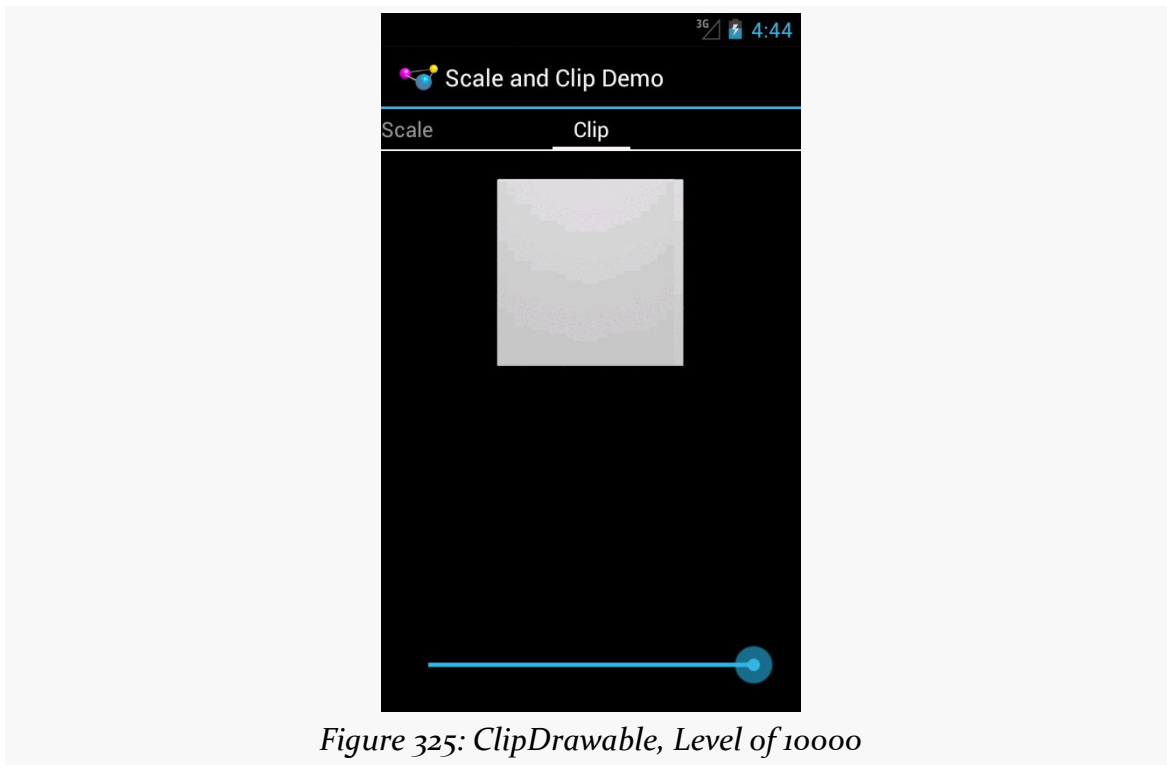 3G 4:44
Scale and Clip Demo
Scale Clip
Figure 325: ClipDrawable, Level of 10000